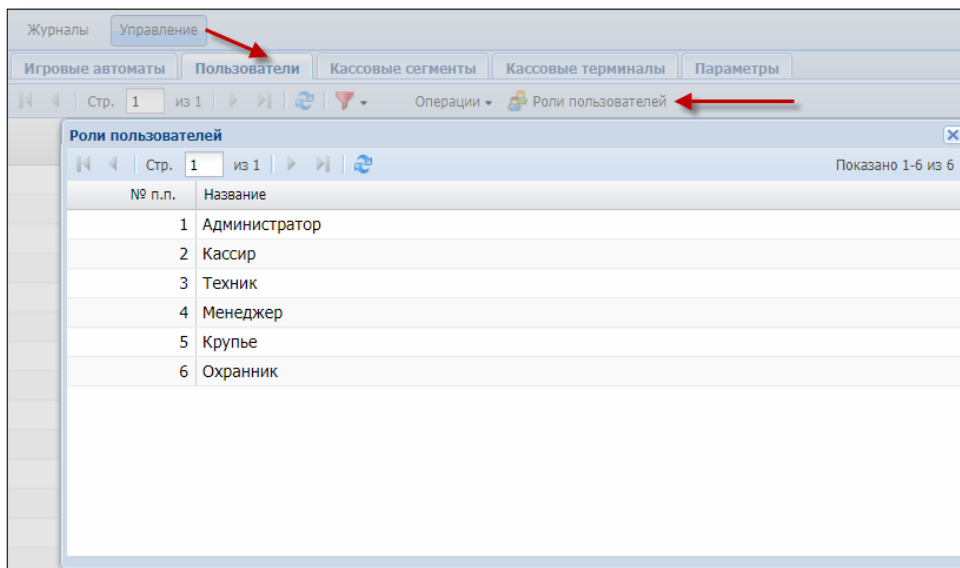 Журналы Управление
Игровые автоматы Пользователи Кассовые сегменты Кассовые терминалы Параметры
Стр. 1 из 1 Операции Роли пользователей
Роли пользователей
Стр. 1 из 1 Показано 1-6 из 6
№ п.п. Название
1 Администратор
2 Кассир
3 Техник
4 Менеджер
5 Крупье
6 Охранник